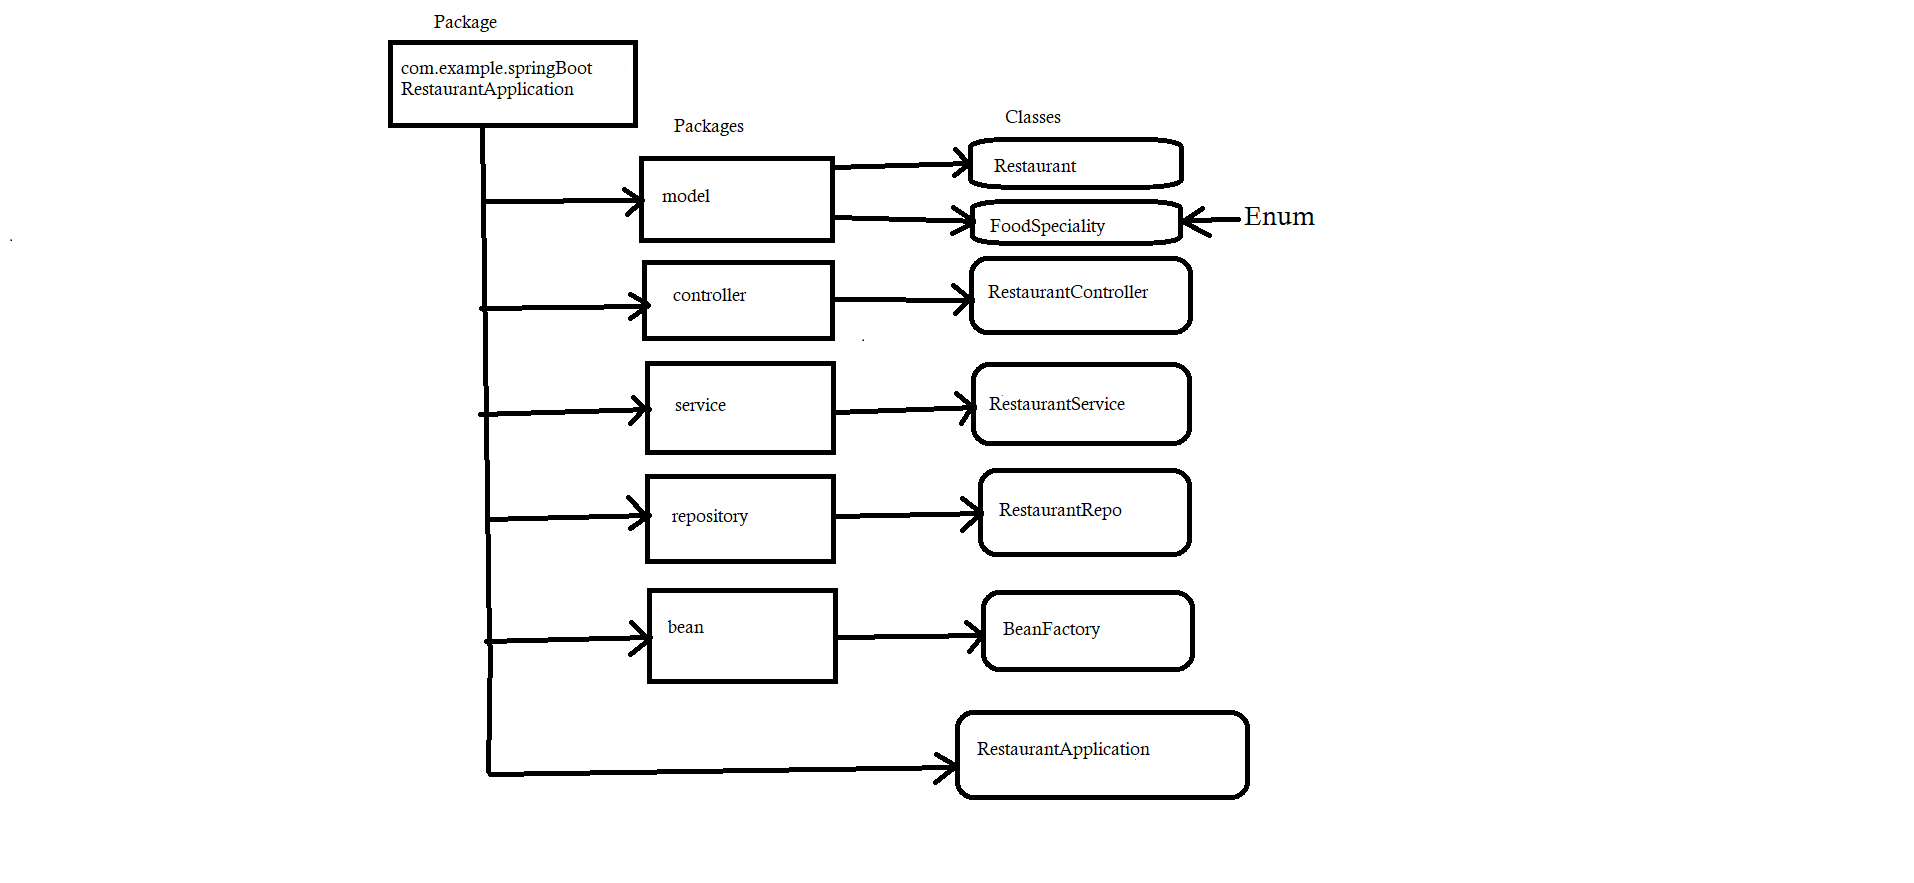 Package
com.example.springBoot
RestaurantApplication
Packages
Classes
model
Restaurant
FoodSpeciality
Enum
controller
RestaurantController
service
RestaurantService
repository
RestaurantRepo
bean
BeanFactory
RestaurantApplication